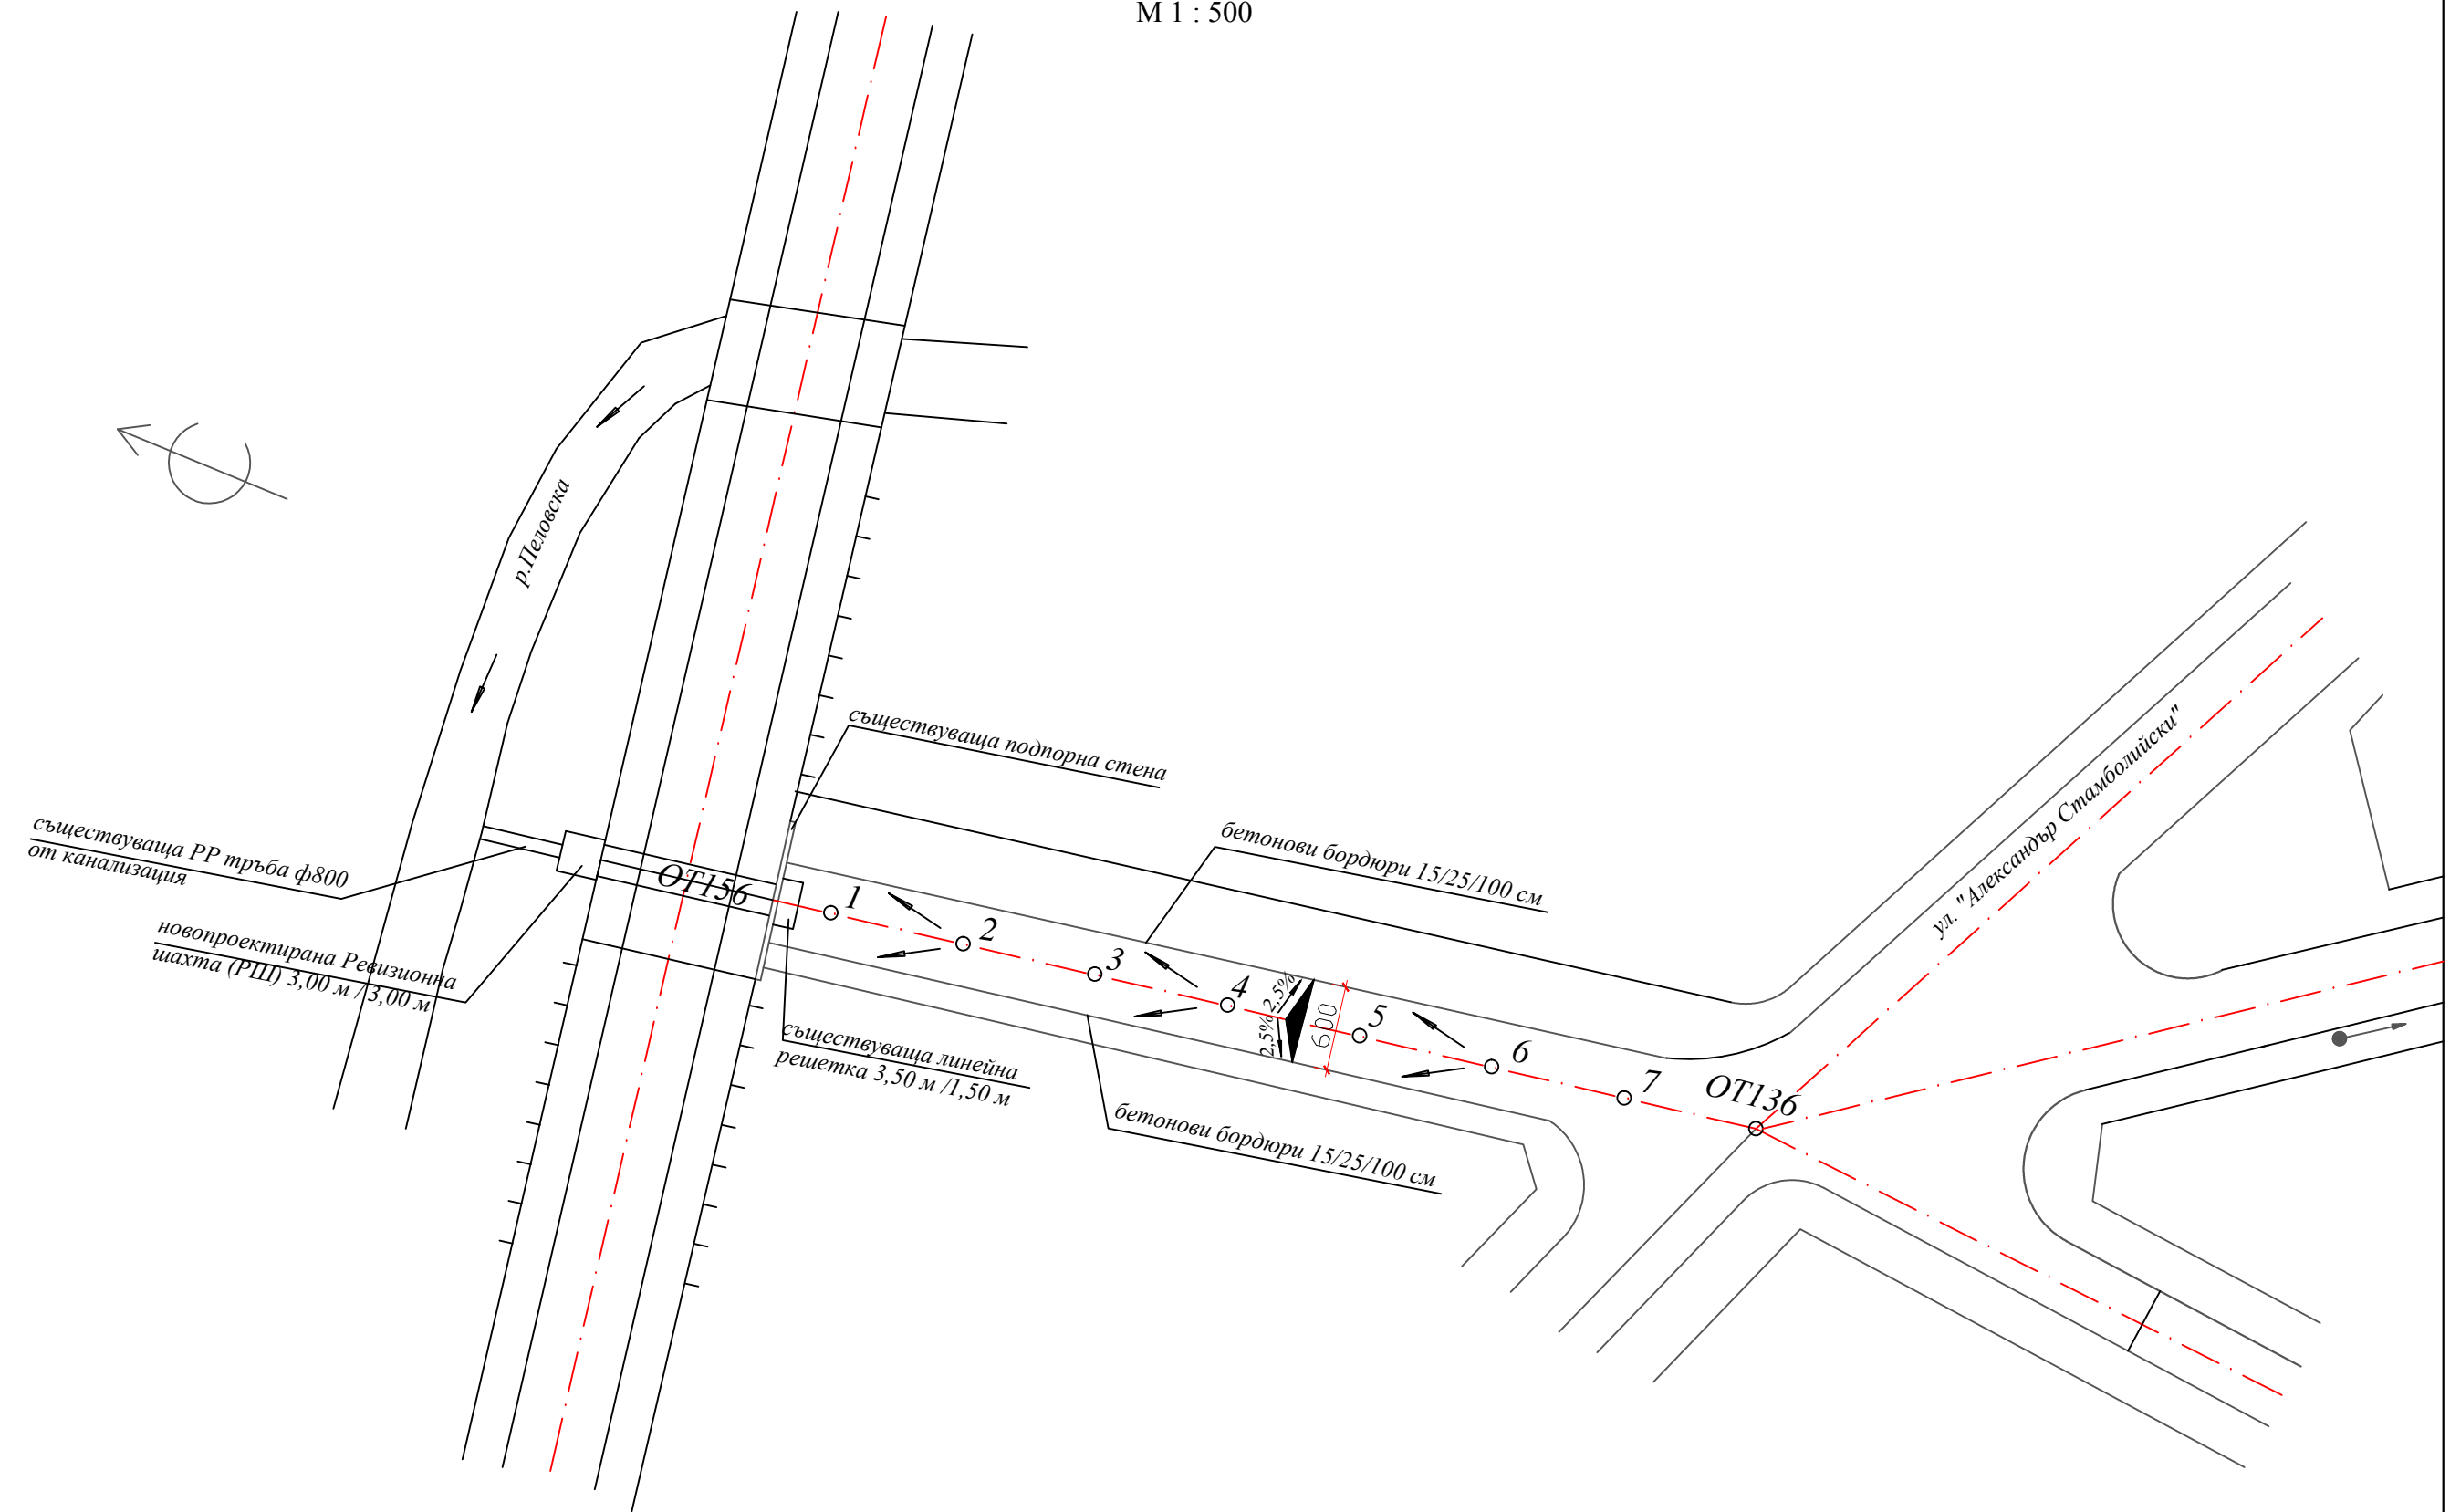 М 1 : 500
р.Пеловска
ул."Александър Стамболийски"
съществуваща подпорна стена
съществуваща РР тръба ф800
от канализация
бетонови бордюри 15/25/100 см
ОТ156
1
2
3
4
5
6
7
ОТ136
2,5%
2,5%
600
новопроектирана Ревизионна
шахта (РШ) 3,00 м /3,00 м
съществуваща линейна
решетка 3,50 м /1,50 м
бетонови бордюри 15/25/100 см